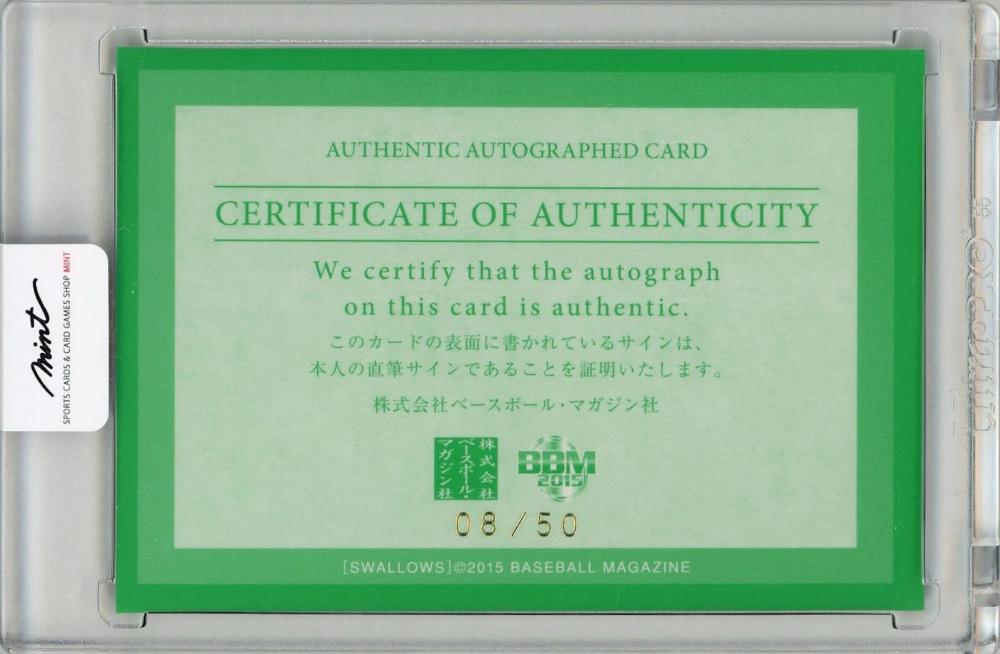 AUTHENTIC AUTOGRAPHED CARD
CERTIFICATE OF AUTHENTICITY
We certify that the autograph
on this card is authentic.
このカードの表面に書かれているサインは、
本人の直筆サインであることを証明いたします。
株式会社ベースボール・マガジン社
株式会社
ベースボール・
マガジン社
BBM
2015
08/50
[SWALLOWS]©2015 BASEBALL MAGAZINE
mint
SPORTS CARDS & CARD GAMES SHOP MINT
UltraPRO®